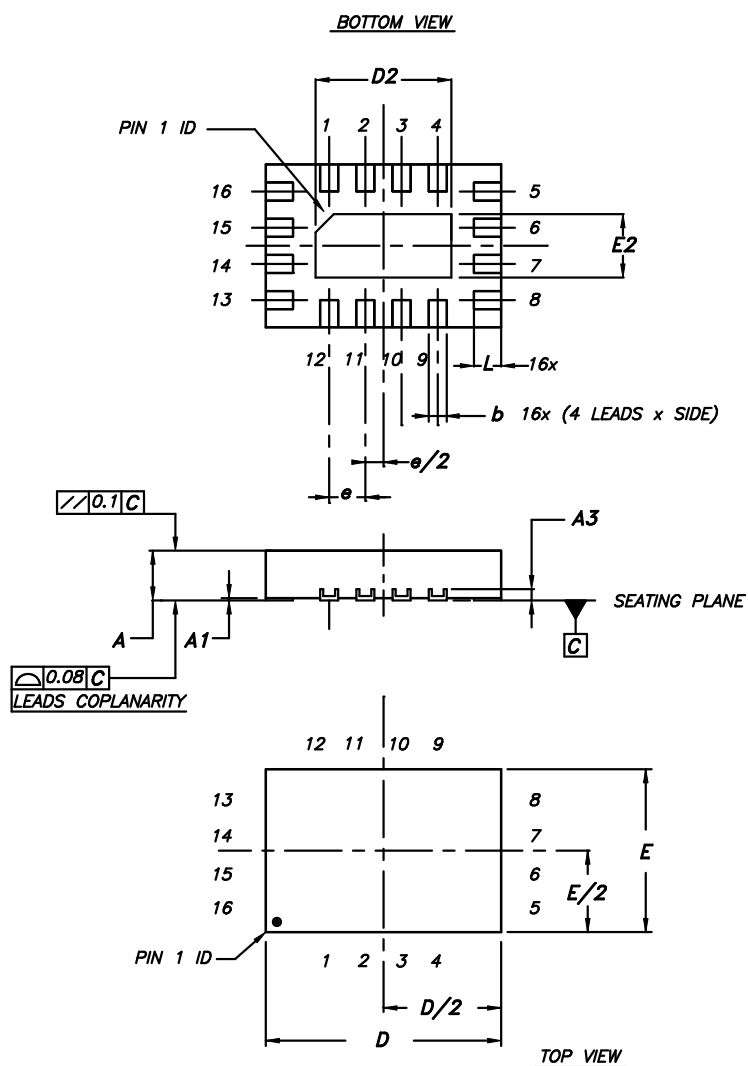 BOTTOM VIEW
D2
PIN 1 ID
1 2 3 4
16 5
15 6
E2
14 7
13 8
12 11 10 9
L 16x
b 16x (4 LEADS x SIDE)
e/2
e
// 0.1 C
A3
SEATING PLANE
A A1
C
⌓ 0.08 C
LEADS COPLANARITY
12 11 10 9
13 8
14 7
E
15 6
E/2
16 5
PIN 1 ID
1 2 3 4
D/2
D
TOP VIEW